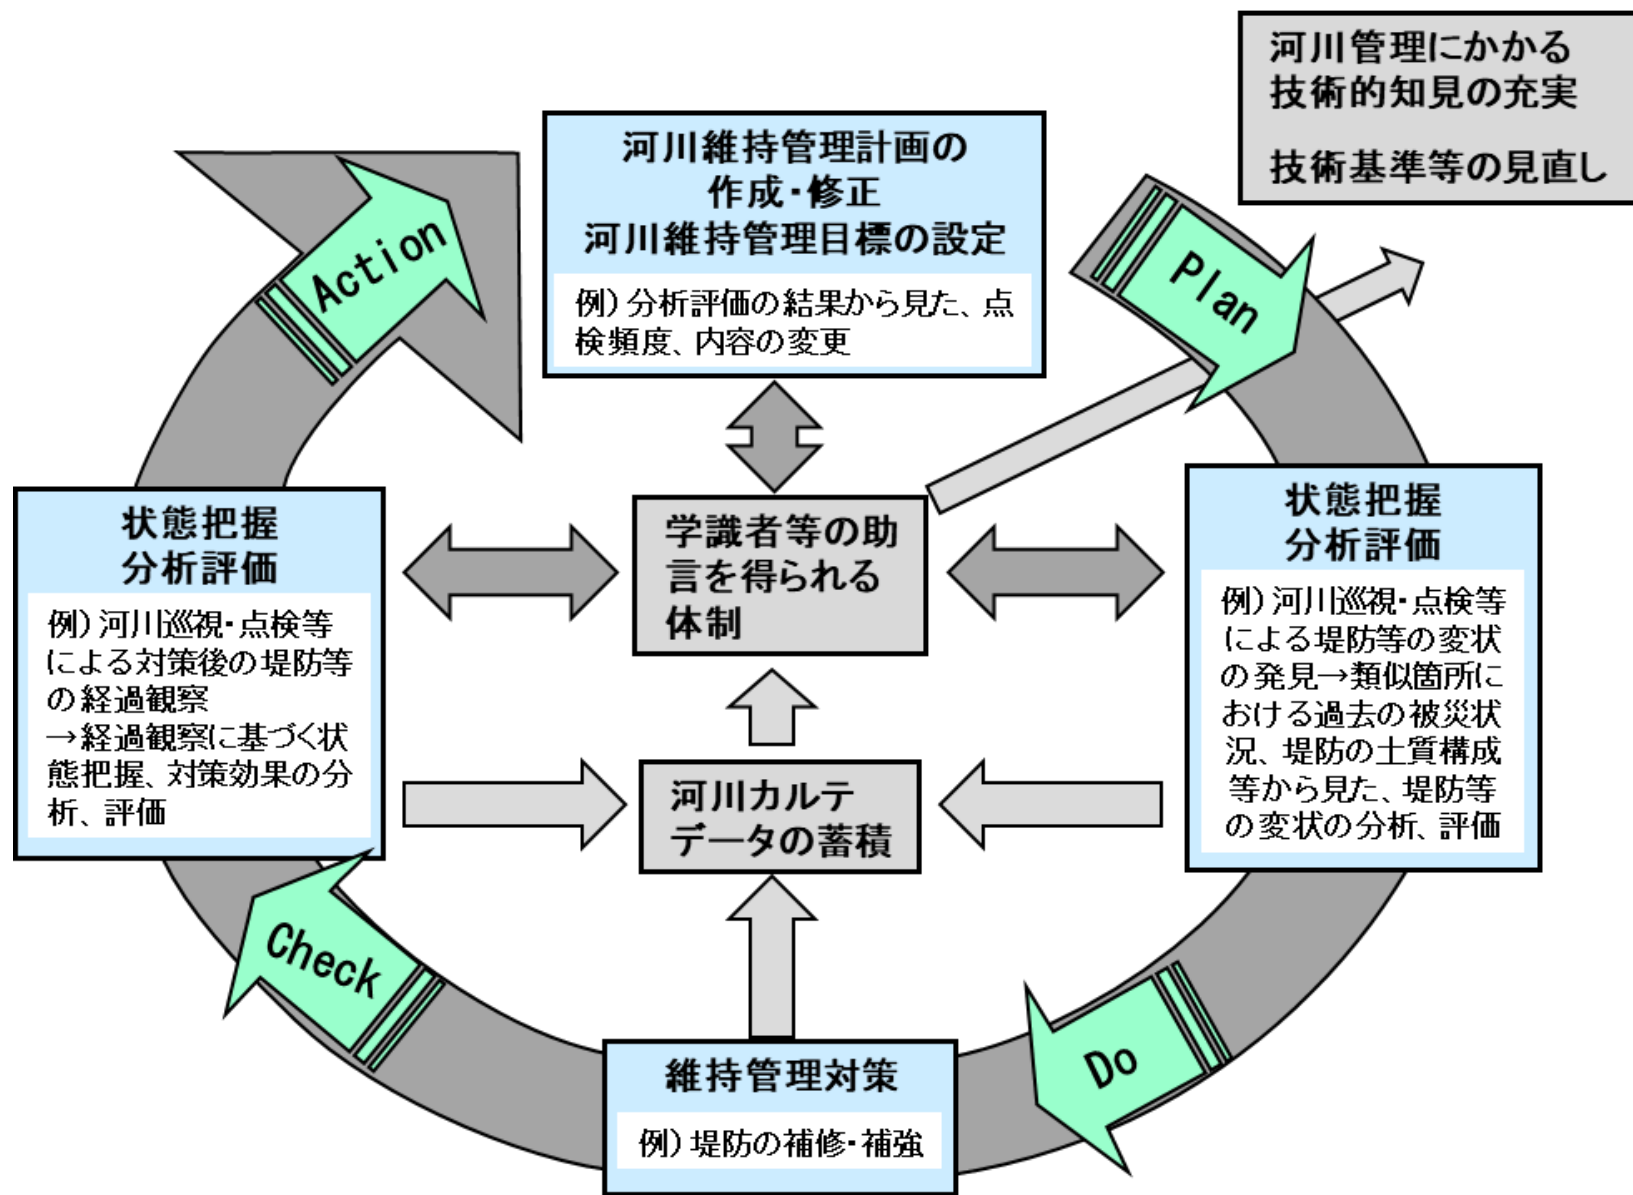 河川管理にかかる
技術的知見の充実
技術基準等の見直し
河川維持管理計画の
作成・修正
河川維持管理目標の設定
例）分析評価の結果から見た、点
検頻度、内容の変更
Action
Plan
状態把握
分析評価
例）河川巡視・点検等
による対策後の堤防等
の経過観察
→経過観察に基づく状
態把握、対策効果の分
析、評価
学識者等の助
言を得られる
体制
状態把握
分析評価
例）河川巡視・点検等
による堤防等の変状
の発見→類似箇所に
おける過去の被災状
況、堤防の土質構成
等から見た、堤防等
の変状の分析、評価
河川カルテ
データの蓄積
Check
Do
維持管理対策
例）堤防の補修・補強